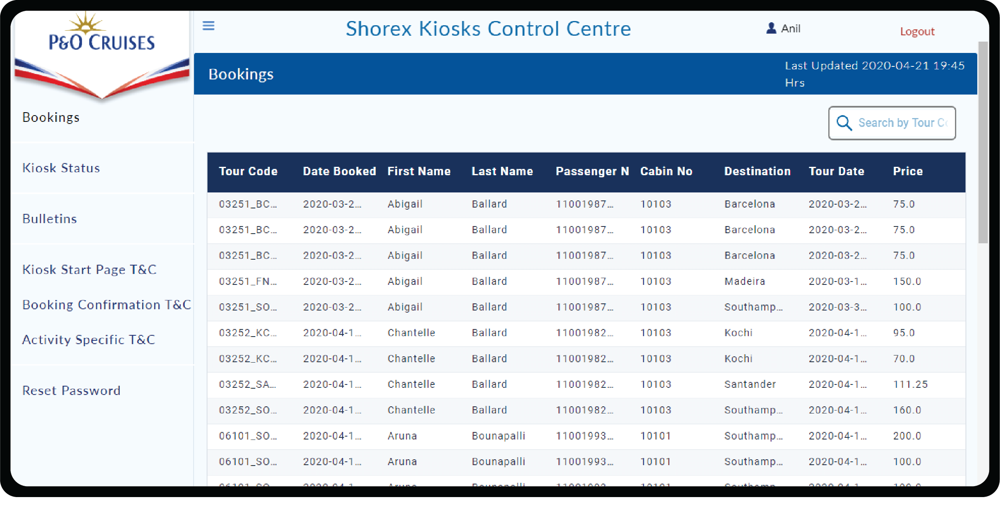 P&O CRUISES
Shorex Kiosks Control Centre
Anil
Logout
Bookings
Last Updated 2020-04-21 19:45
Hrs
Search by Tour
Bookings
Kiosk Status
Bulletins
Kiosk Start Page T&C
Booking Confirmation T&C
Activity Specific T&C
Reset Password
Tour Code Date Booked First Name Last Name Passenger N Cabin No Destination Tour Date Price
03251_BC... 2020-03-2... Abigail Ballard 11001987... 10103 Barcelona 2020-03-2... 75.0
03251_BC... 2020-03-2... Abigail Ballard 11001987... 10103 Barcelona 2020-03-2... 75.0
03251_BC... 2020-03-2... Abigail Ballard 11001987... 10103 Barcelona 2020-03-2... 75.0
03251_FN... 2020-03-2... Abigail Ballard 11001987... 10103 Madeira 2020-03-1... 150.0
03251_SO... 2020-03-2... Abigail Ballard 11001987... 10103 Southamp... 2020-03-3... 100.0
03252_KC... 2020-04-1... Chantelle Ballard 11001982... 10103 Kochi 2020-04-1... 95.0
03252_KC... 2020-04-1... Chantelle Ballard 11001982... 10103 Kochi 2020-04-1... 70.0
03252_SA... 2020-04-1... Chantelle Ballard 11001982... 10103 Santander 2020-04-1... 111.25
03252_SO... 2020-04-1... Chantelle Ballard 11001982... 10103 Southamp... 2020-04-1... 160.0
06101_SO... 2020-04-1... Aruna Bounapalli 11001993... 10101 Southamp... 2020-04-1... 200.0
06101_SO... 2020-04-1... Aruna Bounapalli 11001993... 10101 Southamp... 2020-04-1... 100.0